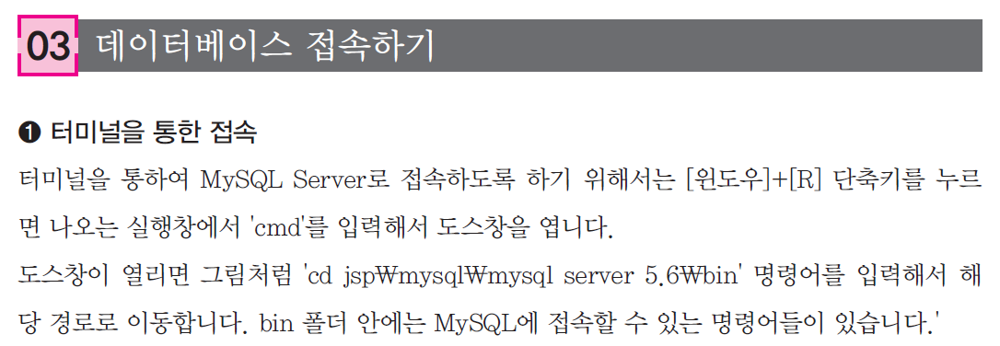 03 데이터베이스 접속하기
❶ 터미널을 통한 접속
터미널을 통하여 MySQL Server로 접속하도록 하기 위해서는 [윈도우]+[R] 단축키를 누르
면 나오는 실행창에서 'cmd'를 입력해서 도스창을 엽니다.
도스창이 열리면 그림처럼 'cd jsp₩mysql₩mysql server 5.6₩bin' 명령어를 입력해서 해
당 경로로 이동합니다. bin 폴더 안에는 MySQL에 접속할 수 있는 명령어들이 있습니다.'